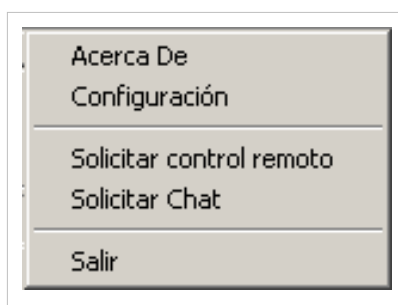 Acerca De
Configuración
Solicitar control remoto
Solicitar Chat
Salir